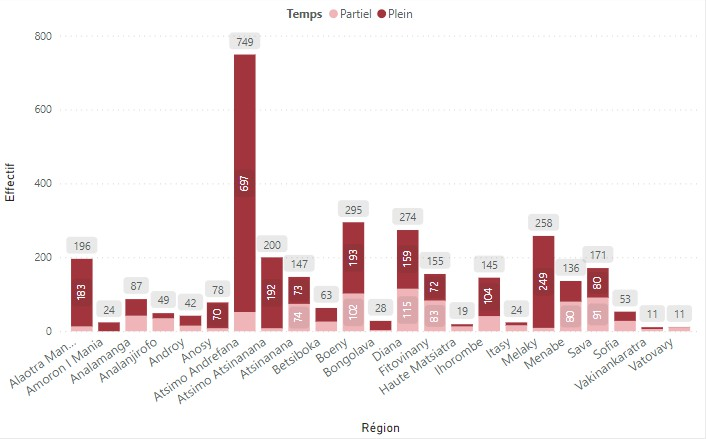 Temps Partiel Plein
Effectif
800
600
400
200
0
196
183
24
87
49
42
78
70
749
697
200
192
147
73
74
63
295
193
102
28
274
159
115
155
72
83
19
145
104
24
258
249
136
80
171
80
91
53
11
11
Alaotra Man...
Amoron I Mania
Analamanga
Analanjirofo
Androy
Anosy
Atsimo Andrefana
Atsimo Atsinanana
Atsinanana
Betsiboka
Boeny
Bongolava
Diana
Fitovinany
Haute Matsiatra
Ihorombe
Itasy
Melaky
Menabe
Sava
Sofia
Vakinankaratra
Vatovavy
Région